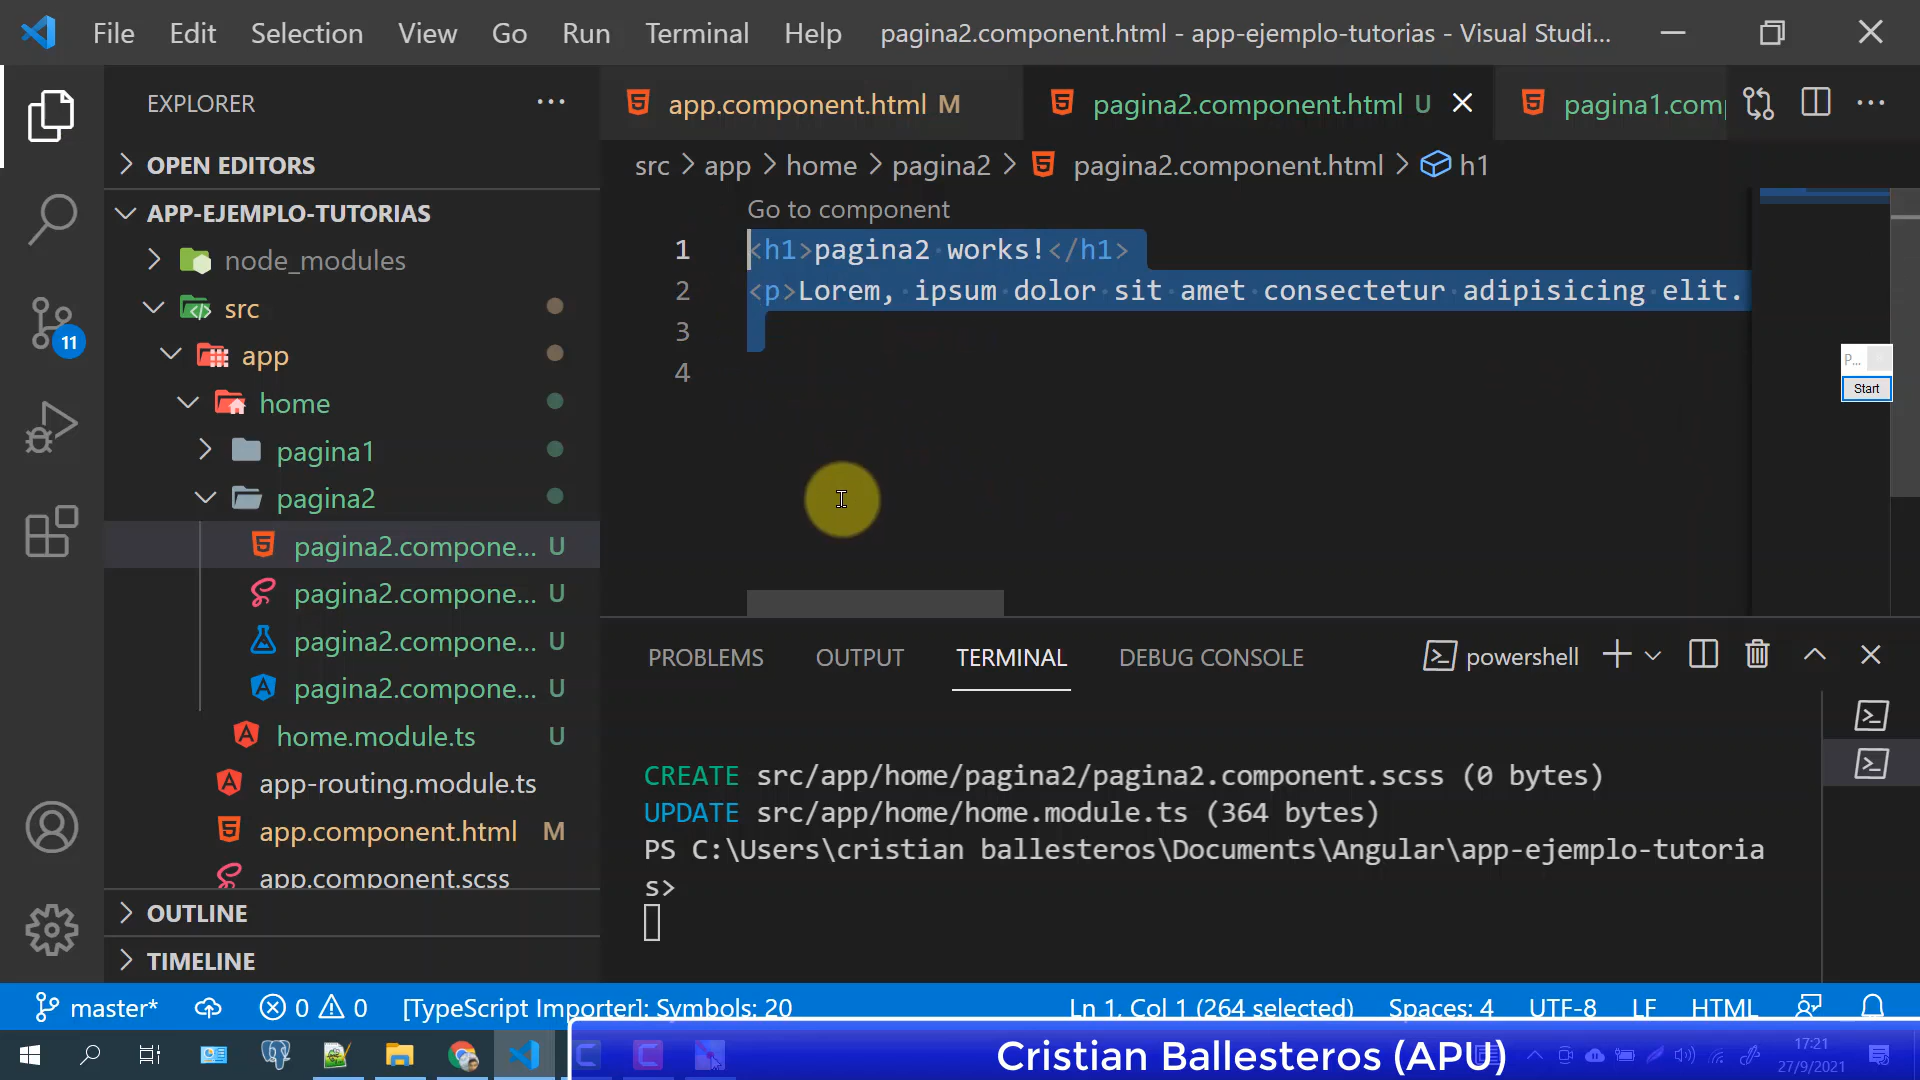 File Edit Selection View Go Run Terminal Help pagina2.component.html - app-ejemplo-tutorias - Visual Studi...
EXPLORER
OPEN EDITORS
APP-EJEMPLO-TUTORIAS
node_modules
src
app
home
pagina1
pagina2
pagina2.compone... U
pagina2.compone... U
pagina2.compone... U
pagina2.compone... U
home.module.ts U
app-routing.module.ts
app.component.html M
app.component.scss
OUTLINE
TIMELINE
11
app.component.html M
pagina2.component.html U
pagina1.comp
src > app > home > pagina2 > pagina2.component.html > h1
Go to component
1 <h1>pagina2 works!</h1>
2 <p>Lorem, ipsum dolor sit amet consectetur adipisicing elit.
3
4
P...
Start
PROBLEMS OUTPUT TERMINAL DEBUG CONSOLE powershell
CREATE src/app/home/pagina2/pagina2.component.scss (0 bytes)
UPDATE src/app/home/home.module.ts (364 bytes)
PS C:\Users\cristian ballesteros\Documents\Angular\app-ejemplo-tutoria
s>
master* 0 0 [TypeScript Importer]: Symbols: 20 Ln 1, Col 1 (264 selected) Spaces: 4 UTF-8 LF HTML
Cristian Ballesteros (APU)
17:21
27/9/2021